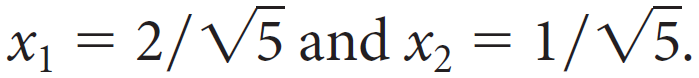 x₁ = 2/√5 and x₂ = 1/√5.